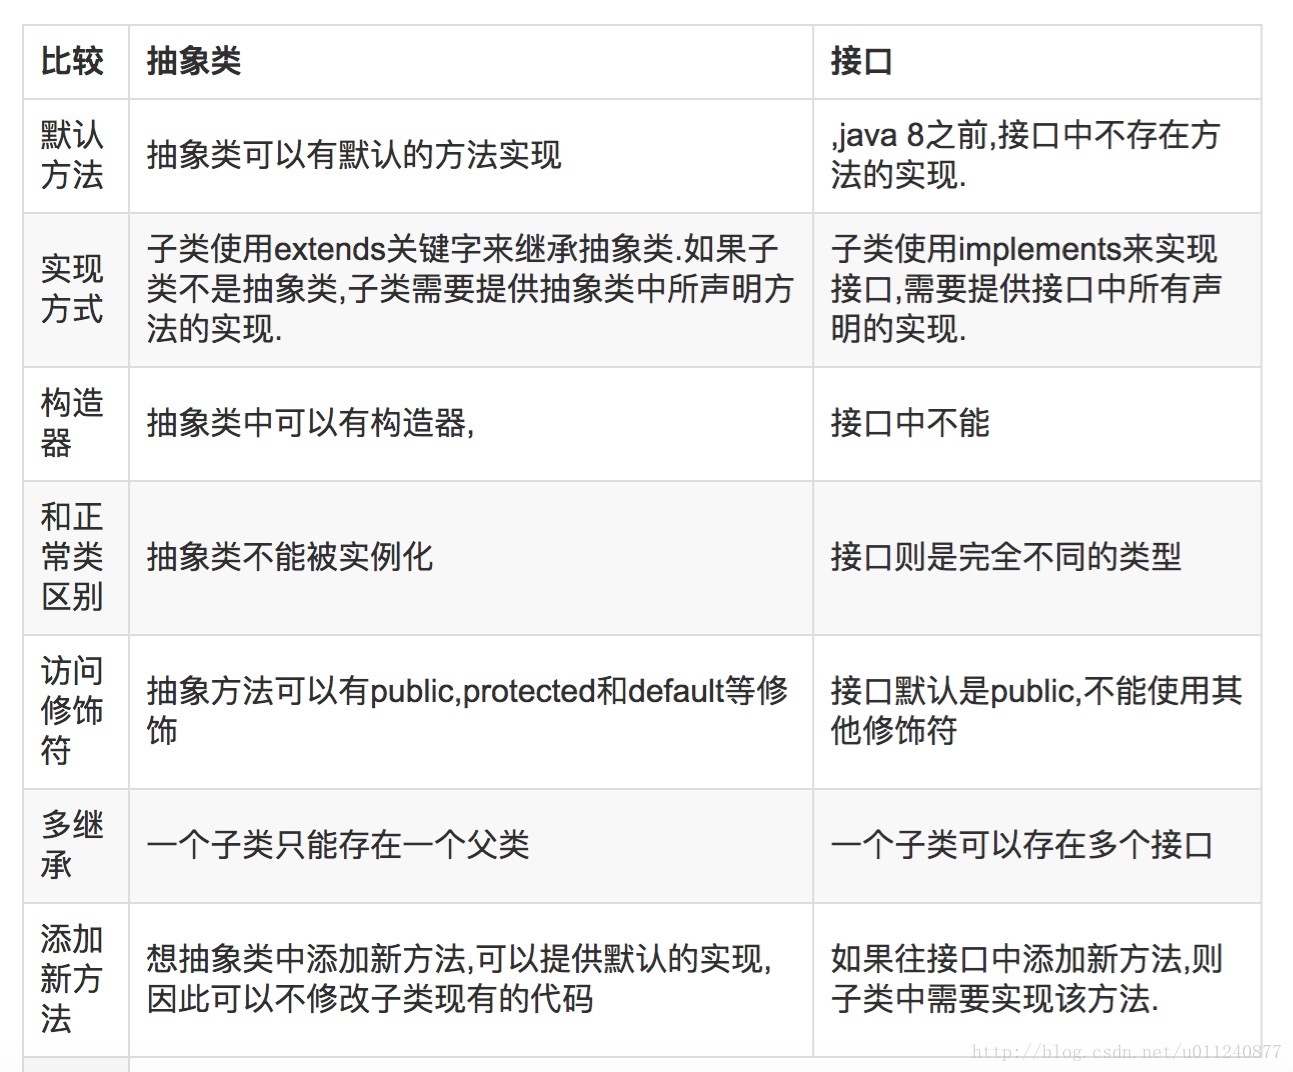 比较
抽象类
接口
默认
方法
抽象类可以有默认的方法实现
,java 8之前,接口中不存在方
法的实现.
实现
方式
子类使用extends关键字来继承抽象类.如果子
类不是抽象类,子类需要提供抽象类中所声明方
法的实现.
子类使用implements来实现
接口,需要提供接口中所有声
明的实现.
构造
器
抽象类中可以有构造器,
接口中不能
和正
常类
区别
抽象类不能被实例化
接口则是完全不同的类型
访问
修饰
符
抽象方法可以有public,protected和default等修
饰
接口默认是public,不能使用其
他修饰符
多继
承
一个子类只能存在一个父类
一个子类可以存在多个接口
添加
新方
法
想抽象类中添加新方法,可以提供默认的实现,
因此可以不修改子类现有的代码
如果往接口中添加新方法,则
子类中需要实现该方法.
http://blog.csdn.net/u011240877